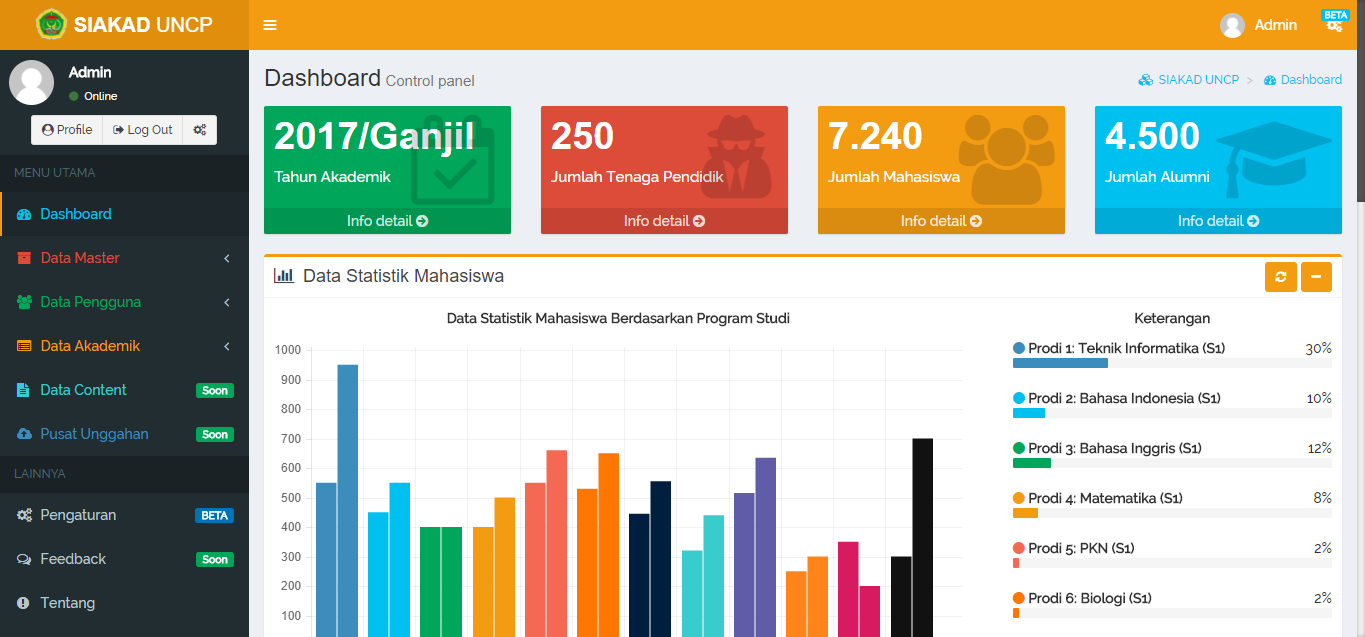 SIAKAD UNCP
Admin
BETA
Admin
Online
Profile
Log Out
MENU UTAMA
Dashboard
Data Master
Data Pengguna
Data Akademik
Data Content Soon
Pusat Unggahan Soon
LAINNYA
Pengaturan BETA
Feedback Soon
Tentang
Dashboard Control panel
SIAKAD UNCP > Dashboard
2017/Ganjil
Tahun Akademik
Info detail
250
Jumlah Tenaga Pendidik
Info detail
7.240
Jumlah Mahasiswa
Info detail
4.500
Jumlah Alumni
Info detail
Data Statistik Mahasiswa
Data Statistik Mahasiswa Berdasarkan Program Studi
1000
900
800
700
600
500
400
300
200
100
Keterangan
Prodi 1: Teknik Informatika (S1) 30%
Prodi 2: Bahasa Indonesia (S1) 10%
Prodi 3: Bahasa Inggris (S1) 12%
Prodi 4: Matematika (S1) 8%
Prodi 5: PKN (S1) 2%
Prodi 6: Biologi (S1) 2%